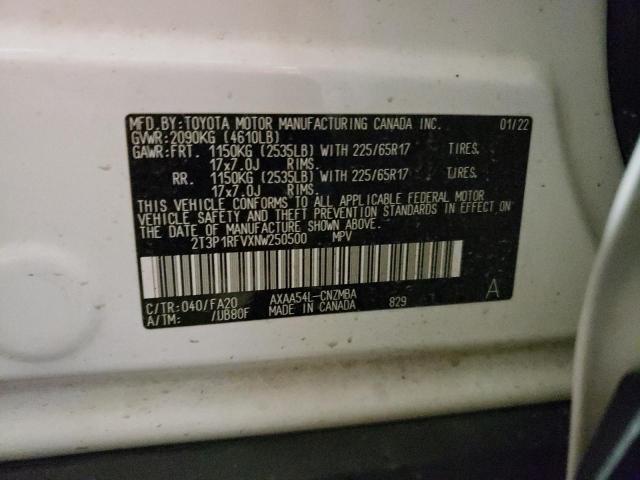 MFD.BY:TOYOTA MOTOR MANUFACTURING CANADA INC. 01/22
GVWR:2090KG (4610LB)
GAWR:FRT. 1150KG (2535LB) WITH 225/65R17 TIRES.
17x7.0J RIMS.
RR. 1150KG (2535LB) WITH 225/65R17 TIRES.
17x7.0J RIMS.
THIS VEHICLE CONFORMS TO ALL APPLICABLE FEDERAL MOTOR
VEHICLE SAFETY AND THEFT PREVENTION STANDARDS IN EFFECT ON
THE DATE OF MANUFACTURE SHOWN ABOVE.
2T3P1RFVXNW250500 MPV
C/TR:040/FA20 AXAA54L-CNZMBA A
A/TM: /UB80F MADE IN CANADA 829